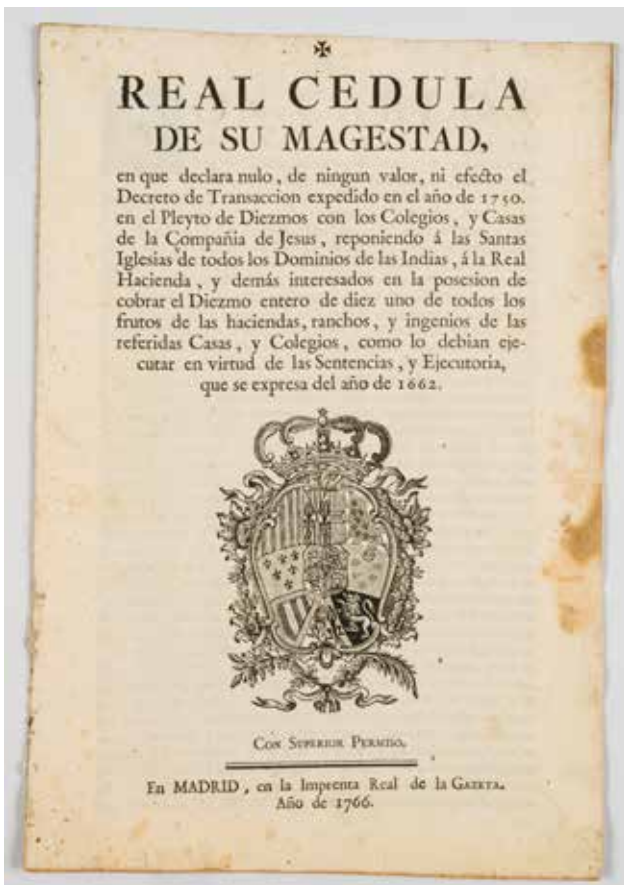 REAL CEDULA
DE SU MAGESTAD,
en que declara nulo, de ningun valor, ni efecto el
Decreto de Transaccion expedido en el año de 1750.
en el Pleyto de Diezmos con los Colegios, y Casas
de la Compañia de Jesus, reponiendo á las Santas
Iglesias de todos los Dominios de las Indias, á la Real
Hacienda, y demás interesados en la posesion de
cobrar el Diezmo entero de diez uno de todos los
frutos de las haciendas, ranchos, y ingenios de las
referidas Casas, y Colegios, como lo debian eje-
cutar en virtud de las Sentencias, y Ejecutoria,
que se expresa del año de 1662.
CON SUPERIOR PERMISO.
En MADRID, en la Imprenta Real de la GAZETA.
Año de 1766.